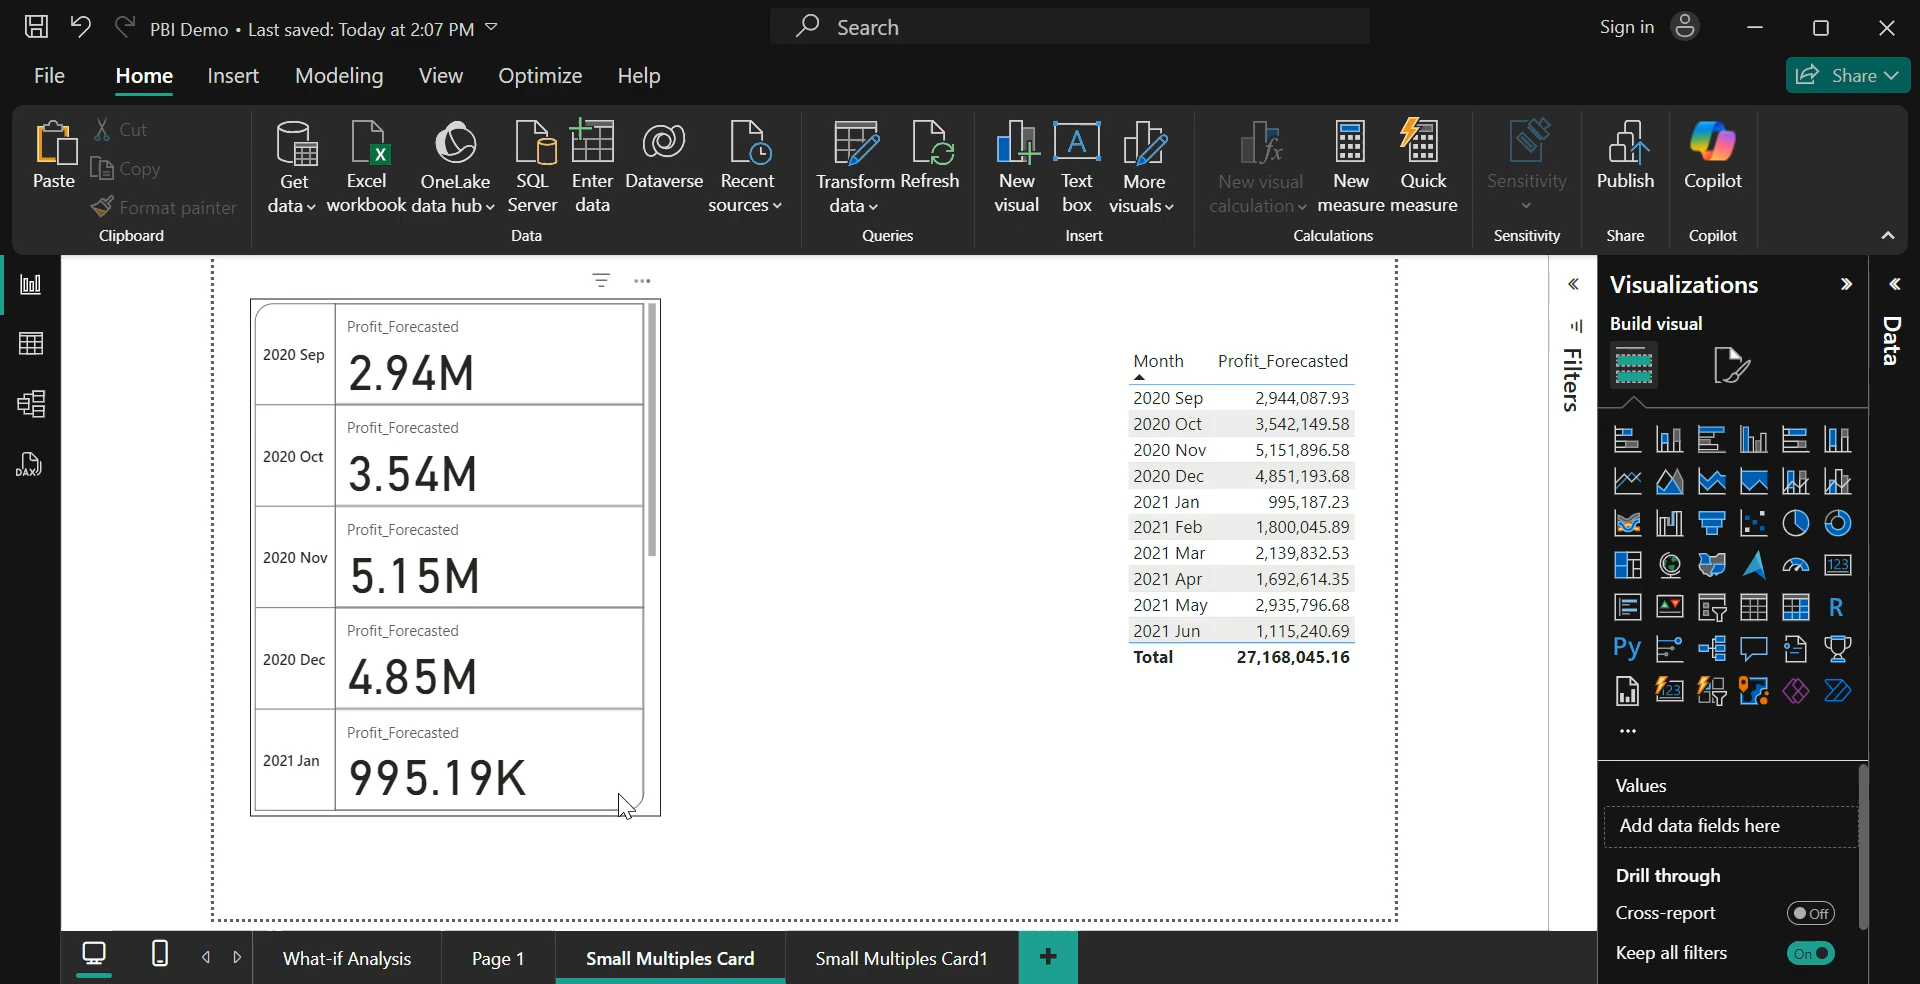 PBI Demo • Last saved: Today at 2:07 PM
Search
Sign in
File Home Insert Modeling View Optimize Help
Share
Paste
Cut
Copy
Format painter
Clipboard
Get data
Excel workbook
OneLake data hub
SQL Server
Enter data
Dataverse
Recent sources
Data
Transform data
Refresh
Queries
New visual
Text box
More visuals
Insert
New visual calculation
New measure
Quick measure
Calculations
Sensitivity
Sensitivity
Publish
Share
Copilot
Copilot
DAX
2020 Sep
Profit_Forecasted
2.94M
2020 Oct
Profit_Forecasted
3.54M
2020 Nov
Profit_Forecasted
5.15M
2020 Dec
Profit_Forecasted
4.85M
2021 Jan
Profit_Forecasted
995.19K
Month Profit_Forecasted
2020 Sep 2,944,087.93
2020 Oct 3,542,149.58
2020 Nov 5,151,896.58
2020 Dec 4,851,193.68
2021 Jan 995,187.23
2021 Feb 1,800,045.89
2021 Mar 2,139,832.53
2021 Apr 1,692,614.35
2021 May 2,935,796.68
2021 Jun 1,115,240.69
Total 27,168,045.16
Filters
Visualizations
Build visual
123
R
Py
123
Values
Add data fields here
Drill through
Cross-report Off
Keep all filters On
Data
What-if Analysis
Page 1
Small Multiples Card
Small Multiples Card1